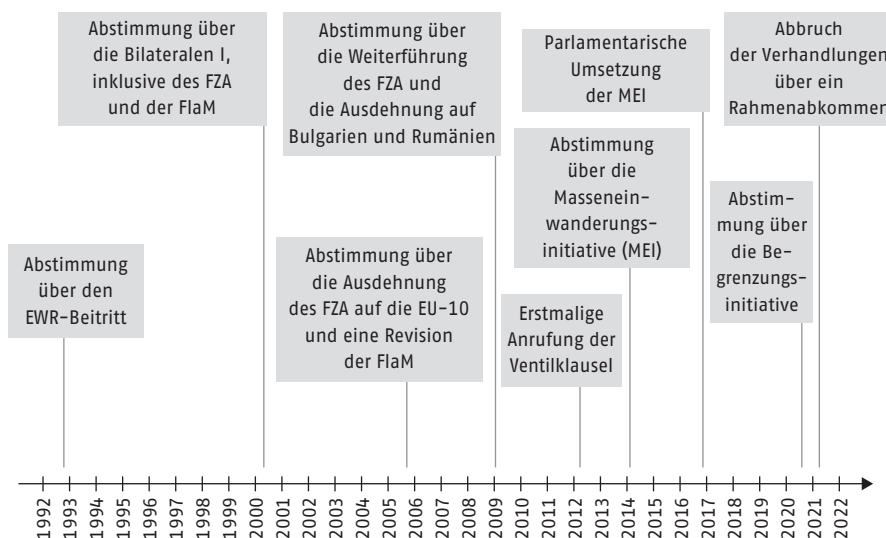 Abstimmung über
die Bilateralen I,
inklusive des FZA
und der FlaM
Abstimmung über
die Weiterführung
des FZA und
die Ausdehnung auf
Bulgarien und Rumänien
Parlamentarische
Umsetzung
der MEI
Abbruch
der Verhandlungen
über ein
Rahmenabkommen
Abstimmung
über die
Massenein-
wanderungs-
initiative (MEI)
Abstim-
mung über
die Be-
grenzungs-
initiative
Abstimmung
über den
EWR-Beitritt
Abstimmung über
die Ausdehnung
des FZA auf die EU-10
und eine Revision
der FlaM
Erstmalige
Anrufung der
Ventilklausel
1992
1993
1994
1995
1996
1997
1998
1999
2000
2001
2002
2003
2004
2005
2006
2007
2008
2009
2010
2011
2012
2013
2014
2015
2016
2017
2018
2019
2020
2021
2022